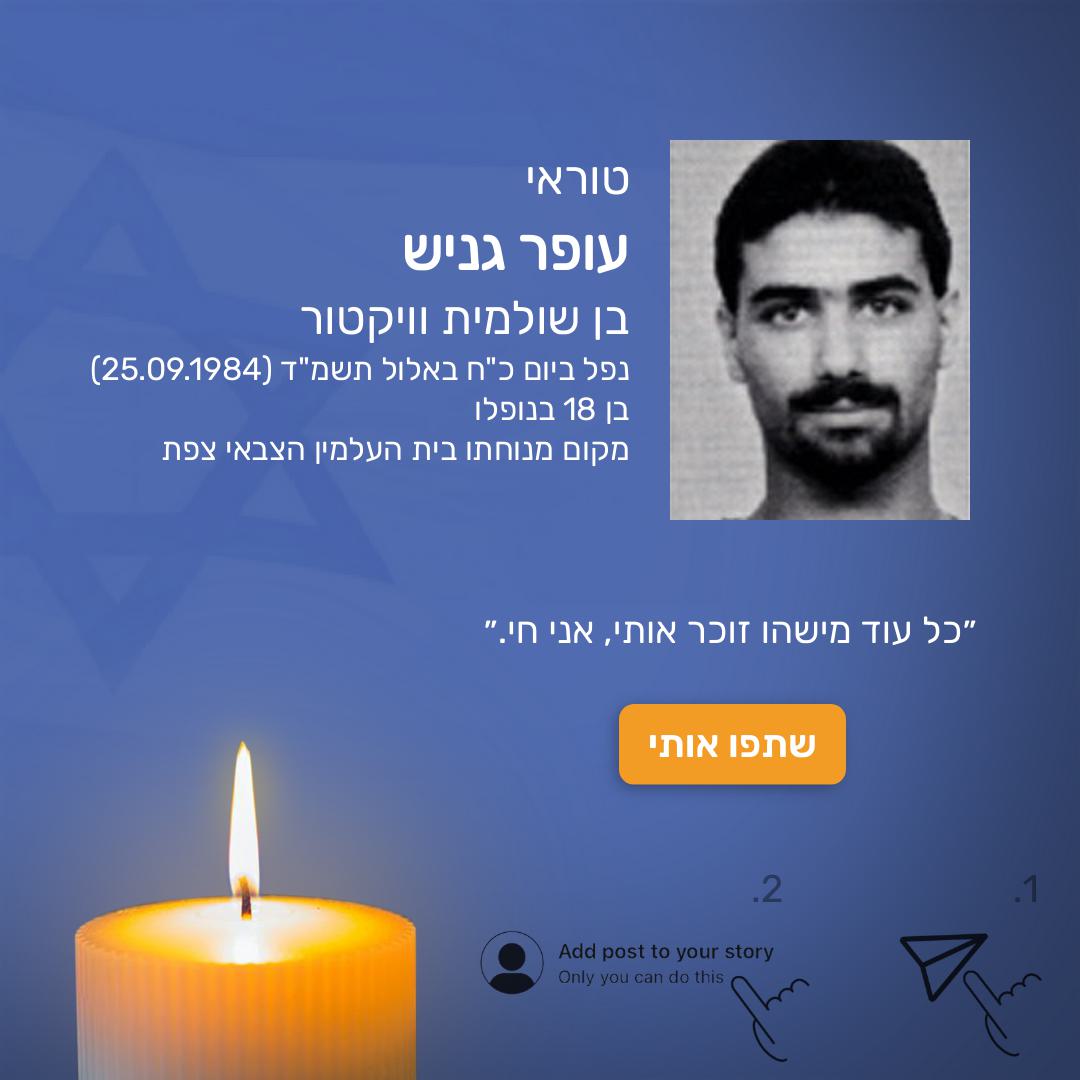 טוראי
עופר גניש
בן שולמית וויקטור
נפל ביום כ"ח באלול תשמ"ד (25.09.1984)
בן 18 בנופלו
מקום מנוחתו בית העלמין הצבאי צפת
״כל עוד מישהו זוכר אותי, אני חי.״
שתפו אותי
.1
.2
Add post to your story
Only you can do this